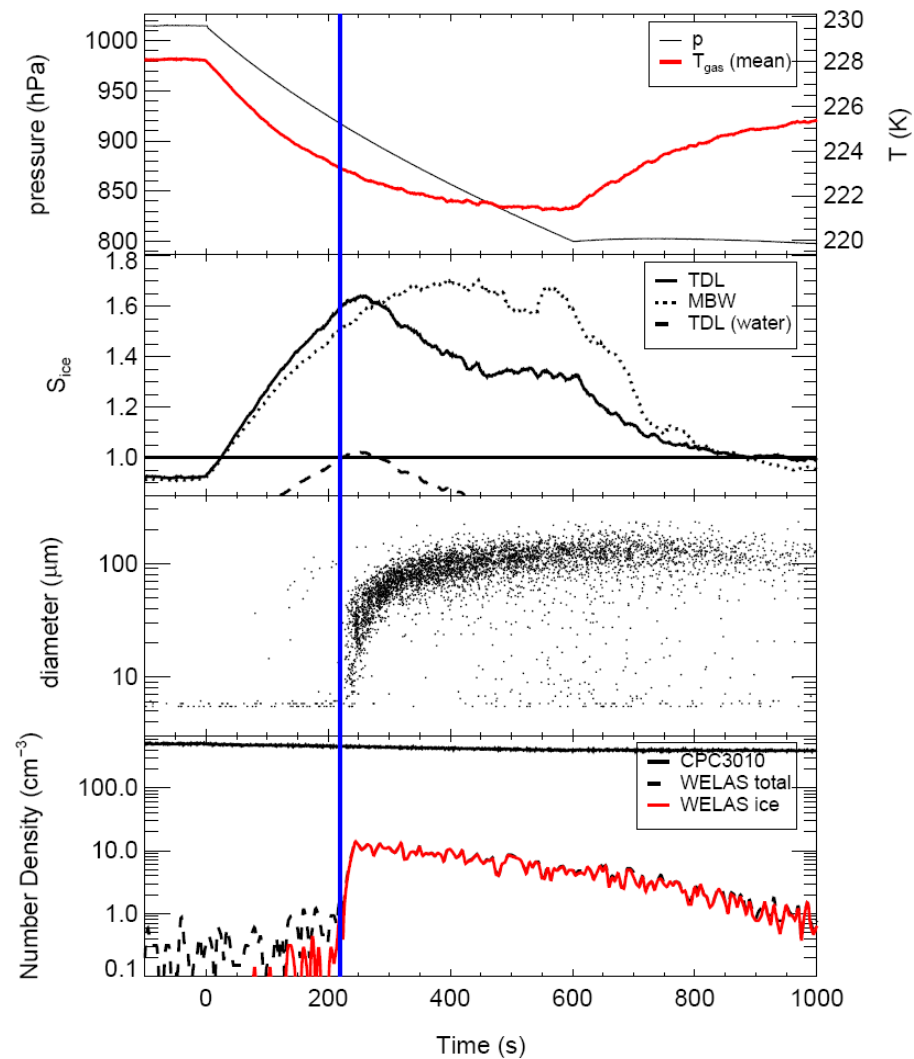 1000
950
900
850
800
pressure (hPa)
p
T_gas (mean)
230
228
226
224
222
220
T (K)
1.8
1.6
1.4
1.2
1.0
S_ice
TDL
MBW
TDL (water)
100
10
diameter (µm)
100.0
10.0
1.0
0.1
Number Density (cm⁻³)
CPC3010
WELAS total
WELAS ice
0
200
400
600
800
1000
Time (s)